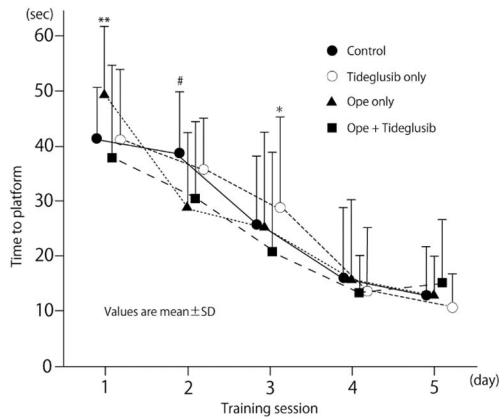 (sec)
60
50
40
30
20
10
0
Time to platform
**
#
*
Control
Tideglusib only
Ope only
Ope + Tideglusib
Values are mean±SD
1 2 3 4 5 (day)
Training session